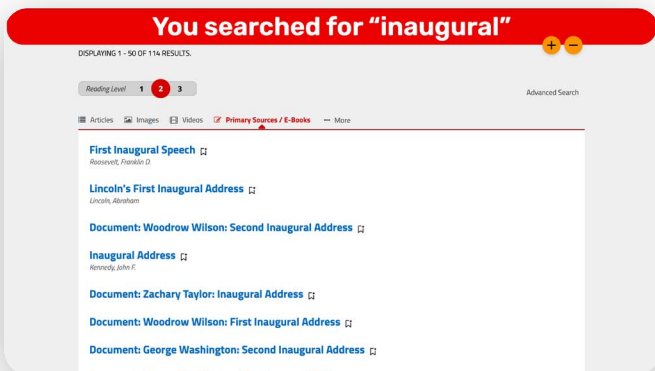 You searched for “inaugural”
DISPLAYING 1 - 50 OF 114 RESULTS.
+ −
Reading Level 1 2 3
Advanced Search
Articles Images Videos Primary Sources / E-Books ••• More
First Inaugural Speech
Roosevelt, Franklin D.
Lincoln's First Inaugural Address
Lincoln, Abraham
Document: Woodrow Wilson: Second Inaugural Address
Inaugural Address
Kennedy, John F.
Document: Zachary Taylor: Inaugural Address
Document: Woodrow Wilson: First Inaugural Address
Document: George Washington: Second Inaugural Address